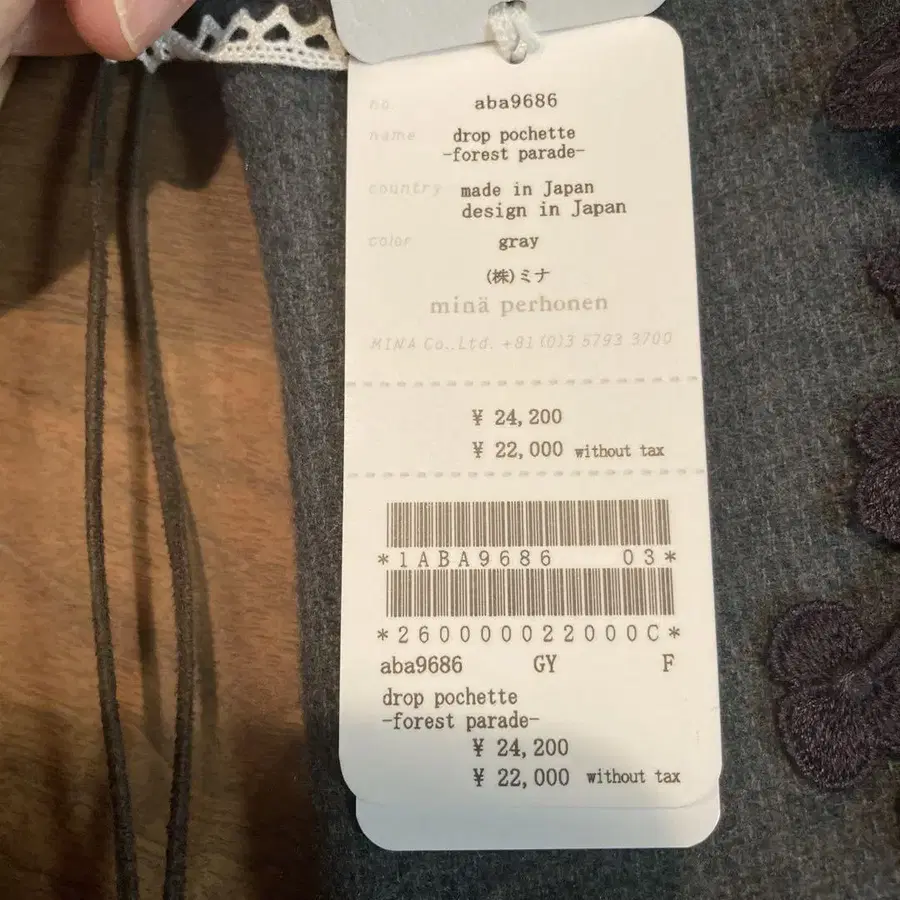 no. aba9686
name drop pochette
-forest parade-
country made in Japan
design in Japan
color gray
(株)ミナ
minä perhonen
MINA Co.,Ltd. +81(0)3 5793 3700
¥ 24,200
¥ 22,000 without tax
*1ABA9686 03*
*260000022000C*
aba9686 GY F
drop pochette
-forest parade-
¥ 24,200
¥ 22,000 without tax